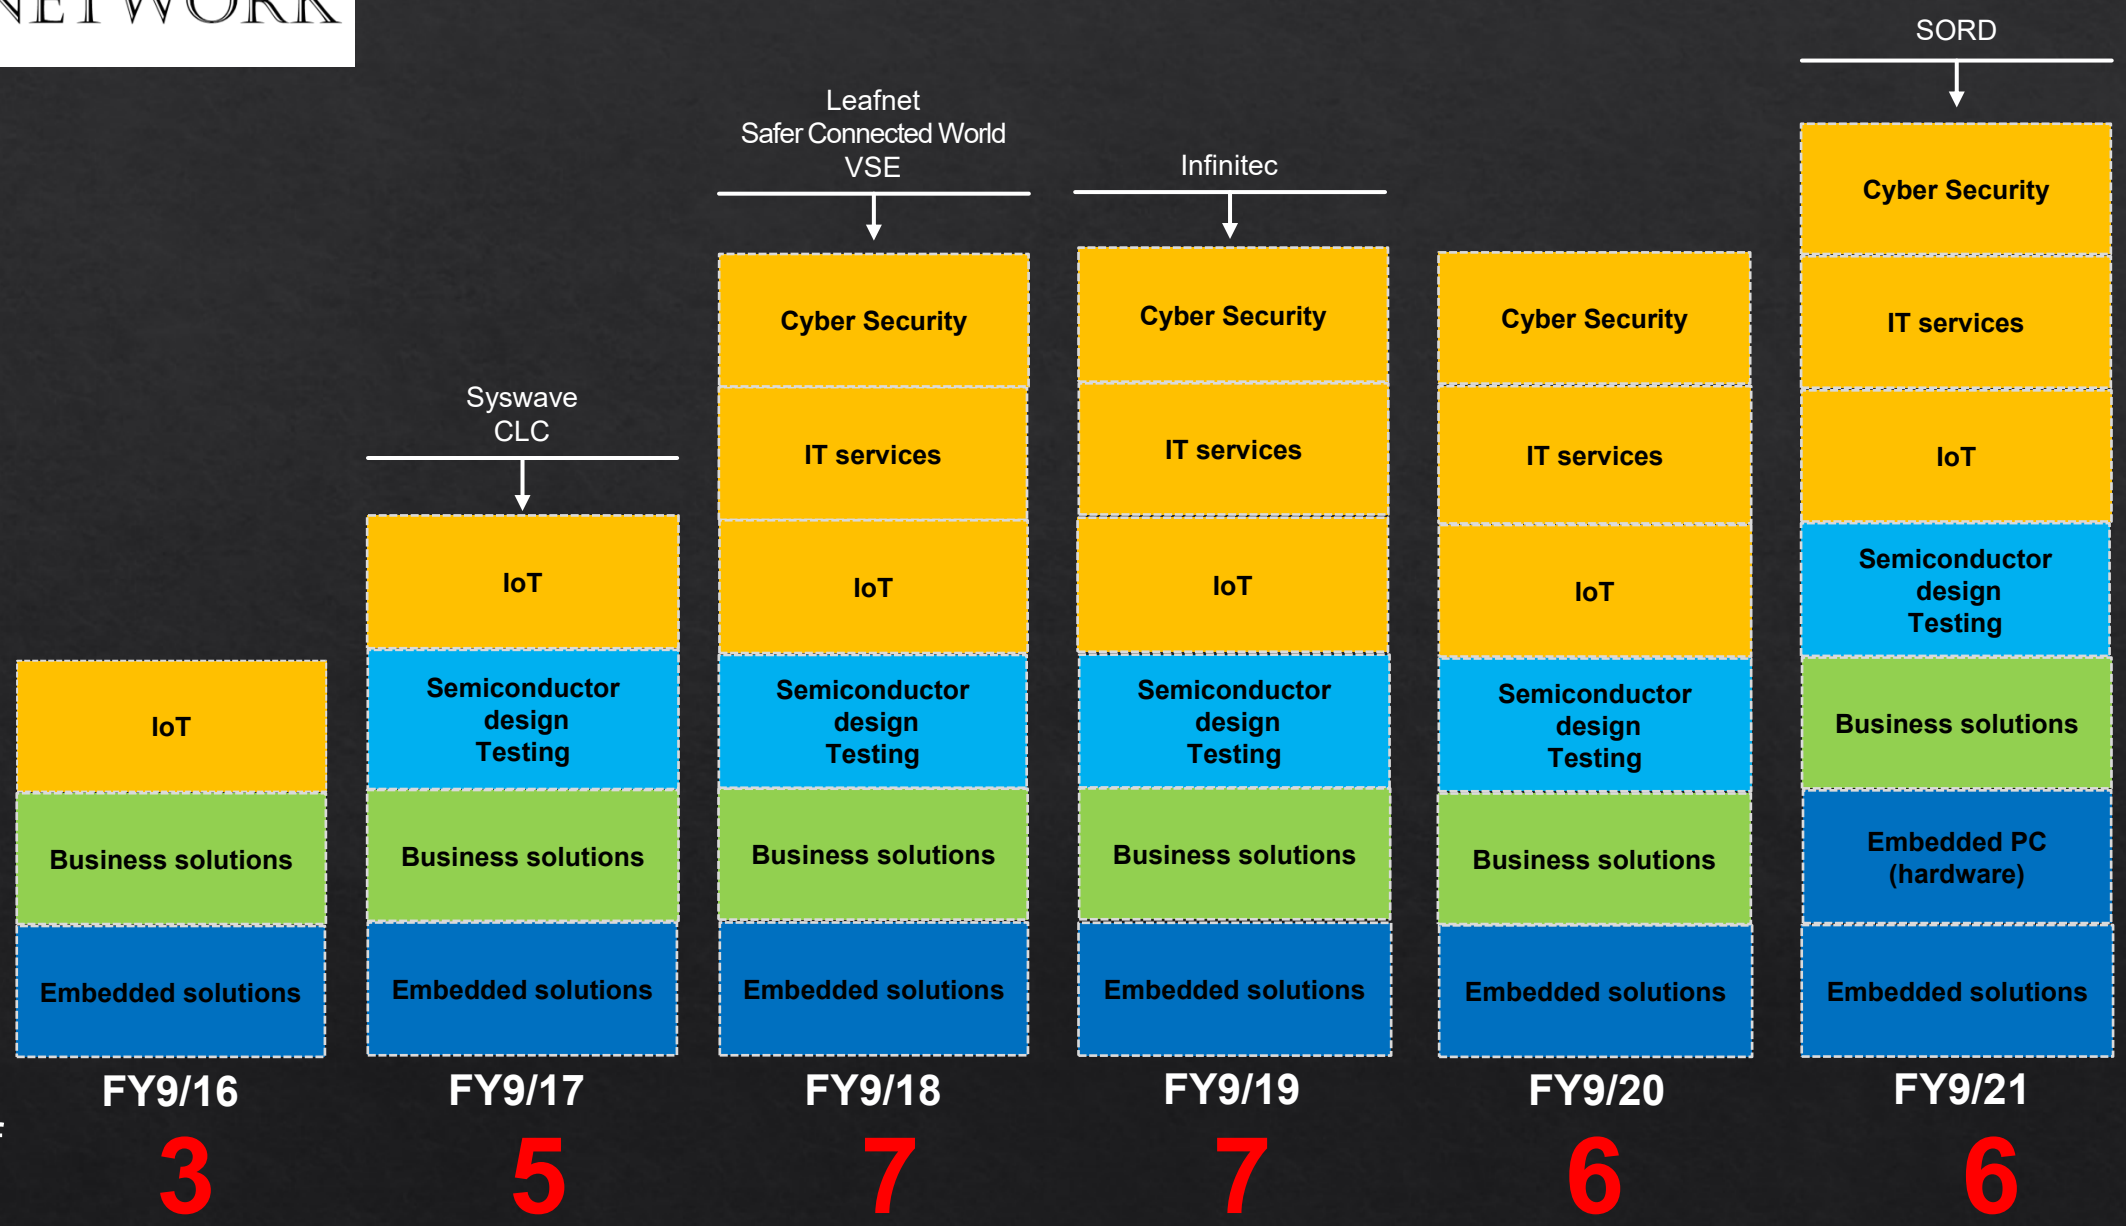 NETWORK
SORD
Leafnet
Safer Connected World
VSE
Infinitec
Syswave
CLC
IoT
Business solutions
Embedded solutions
FY9/16
3
IoT
Semiconductor
design
Testing
Business solutions
Embedded solutions
FY9/17
5
Cyber Security
IT services
IoT
Semiconductor
design
Testing
Business solutions
Embedded solutions
FY9/18
7
Cyber Security
IT services
IoT
Semiconductor
design
Testing
Business solutions
Embedded solutions
FY9/19
7
Cyber Security
IT services
IoT
Semiconductor
design
Testing
Business solutions
Embedded solutions
FY9/20
6
Cyber Security
IT services
IoT
Semiconductor
design
Testing
Business solutions
Embedded PC
(hardware)
Embedded solutions
FY9/21
6